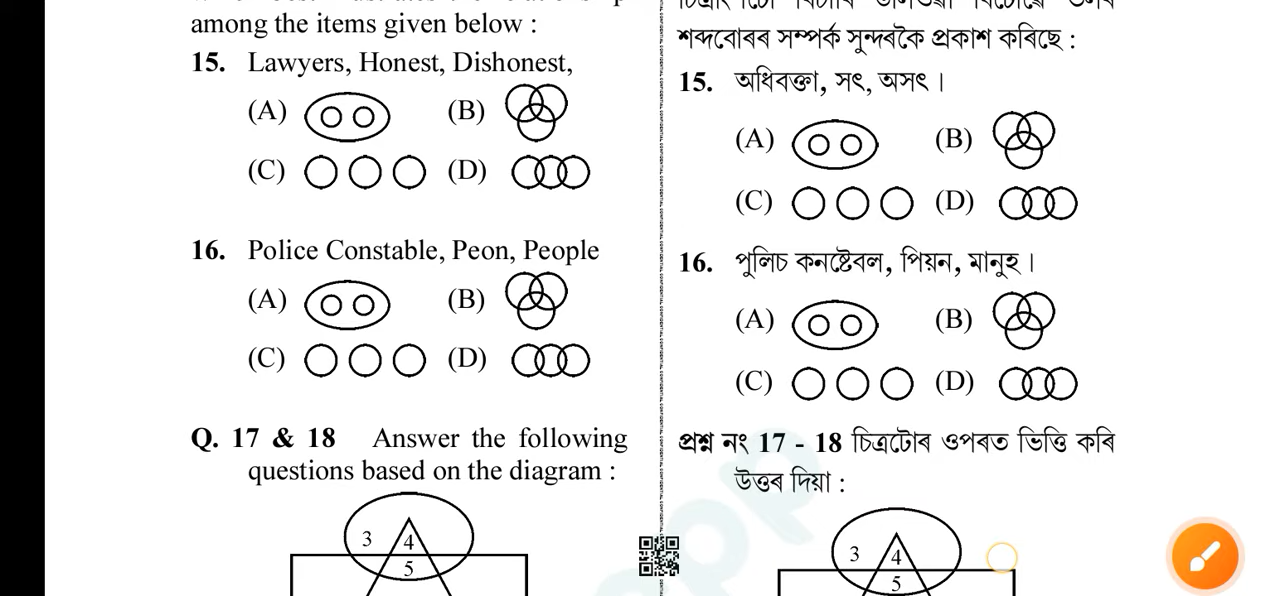 among the items given below :
15. Lawyers, Honest, Dishonest,
(A) (B)
(C) (D)
16. Police Constable, Peon, People
(A) (B)
(C) (D)
Q. 17 & 18 Answer the following
questions based on the diagram :
3 4
5
শব্দবোৰৰ সম্পৰ্ক সুন্দৰকৈ প্ৰকাশ কৰিছে :
15. অধিবক্তা, সৎ, অসৎ ।
(A) (B)
(C) (D)
16. পুলিচ কনষ্টেবল, পিয়ন, মানুহ ।
(A) (B)
(C) (D)
প্ৰশ্ন নং 17 - 18 চিত্ৰটোৰ ওপৰত ভিত্তি কৰি
উত্তৰ দিয়া :
3 4
5